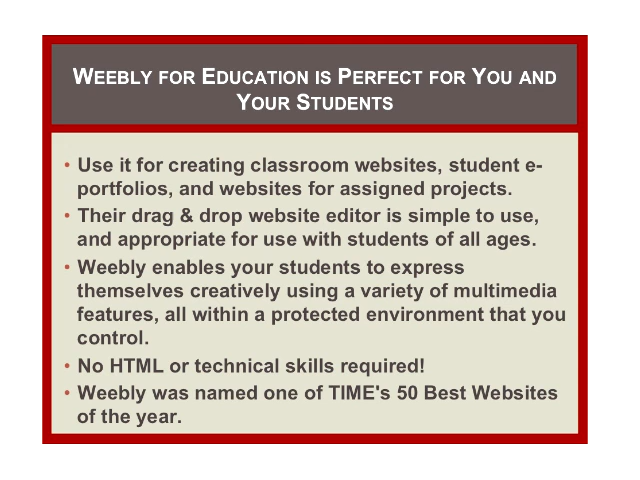 WEEBLY FOR EDUCATION IS PERFECT FOR YOU AND
YOUR STUDENTS
• Use it for creating classroom websites, student e-
portfolios, and websites for assigned projects.
• Their drag & drop website editor is simple to use,
and appropriate for use with students of all ages.
• Weebly enables your students to express
themselves creatively using a variety of multimedia
features, all within a protected environment that you
control.
• No HTML or technical skills required!
• Weebly was named one of TIME's 50 Best Websites
of the year.